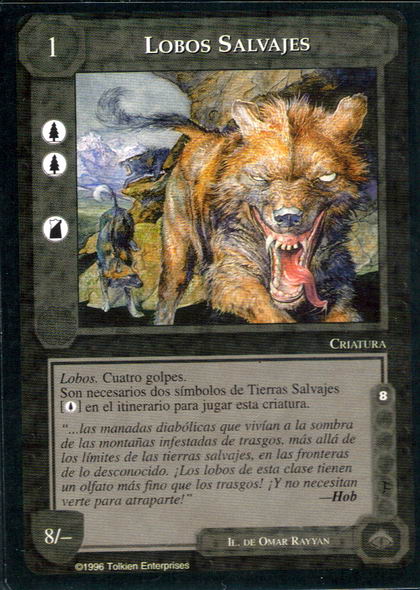 1
LOBOS SALVAJES
CRIATURA
Lobos. Cuatro golpes.
Son necesarios dos símbolos de Tierras Salvajes
[ ] en el itinerario para jugar esta criatura.
8
“...las manadas diabólicas que vivían a la sombra
de las montañas infestadas de trasgos, más allá de
los límites de las tierras salvajes, en las fronteras
de lo desconocido. ¡Los lobos de esta clase tienen
un olfato más fino que los trasgos! ¡Y no necesitan
verte para atraparte!” —Hob
8/–
IL. DE OMAR RAYYAN
©1996 Tolkien Enterprises